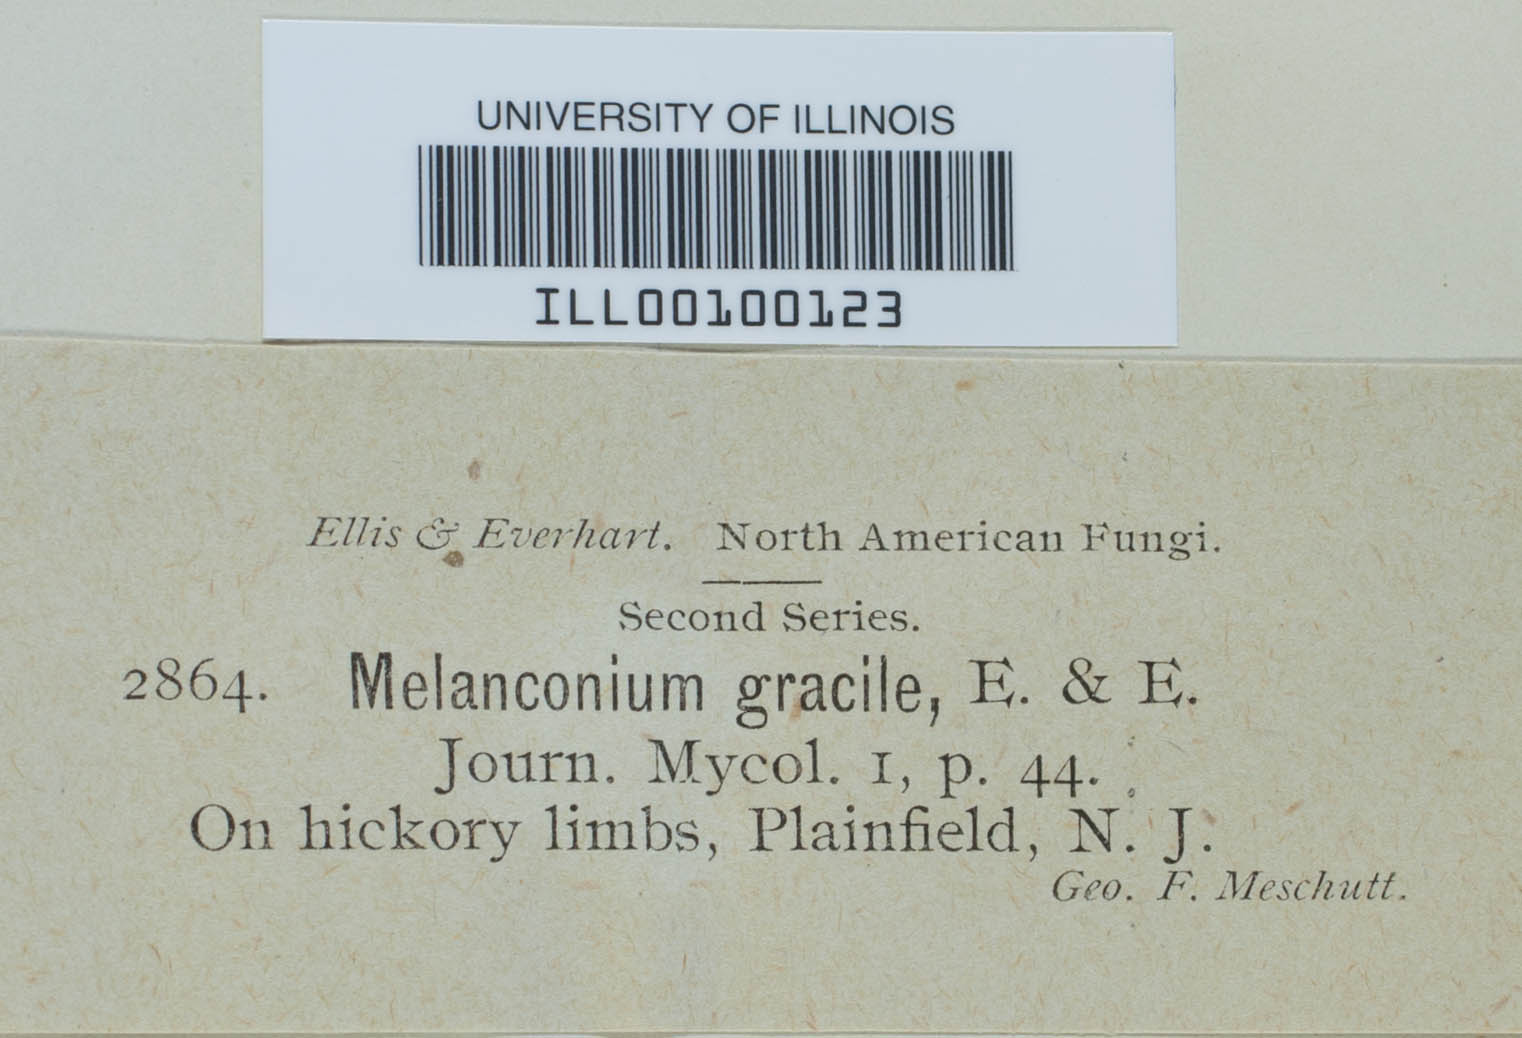 UNIVERSITY OF ILLINOIS
ILL00100123
Ellis & Everhart. North American Fungi.
Second Series.
2864. Melanconium gracile, E. & E.
Journ. Mycol. 1, p. 44.
On hickory limbs, Plainfield, N. J.
Geo. F. Meschutt.